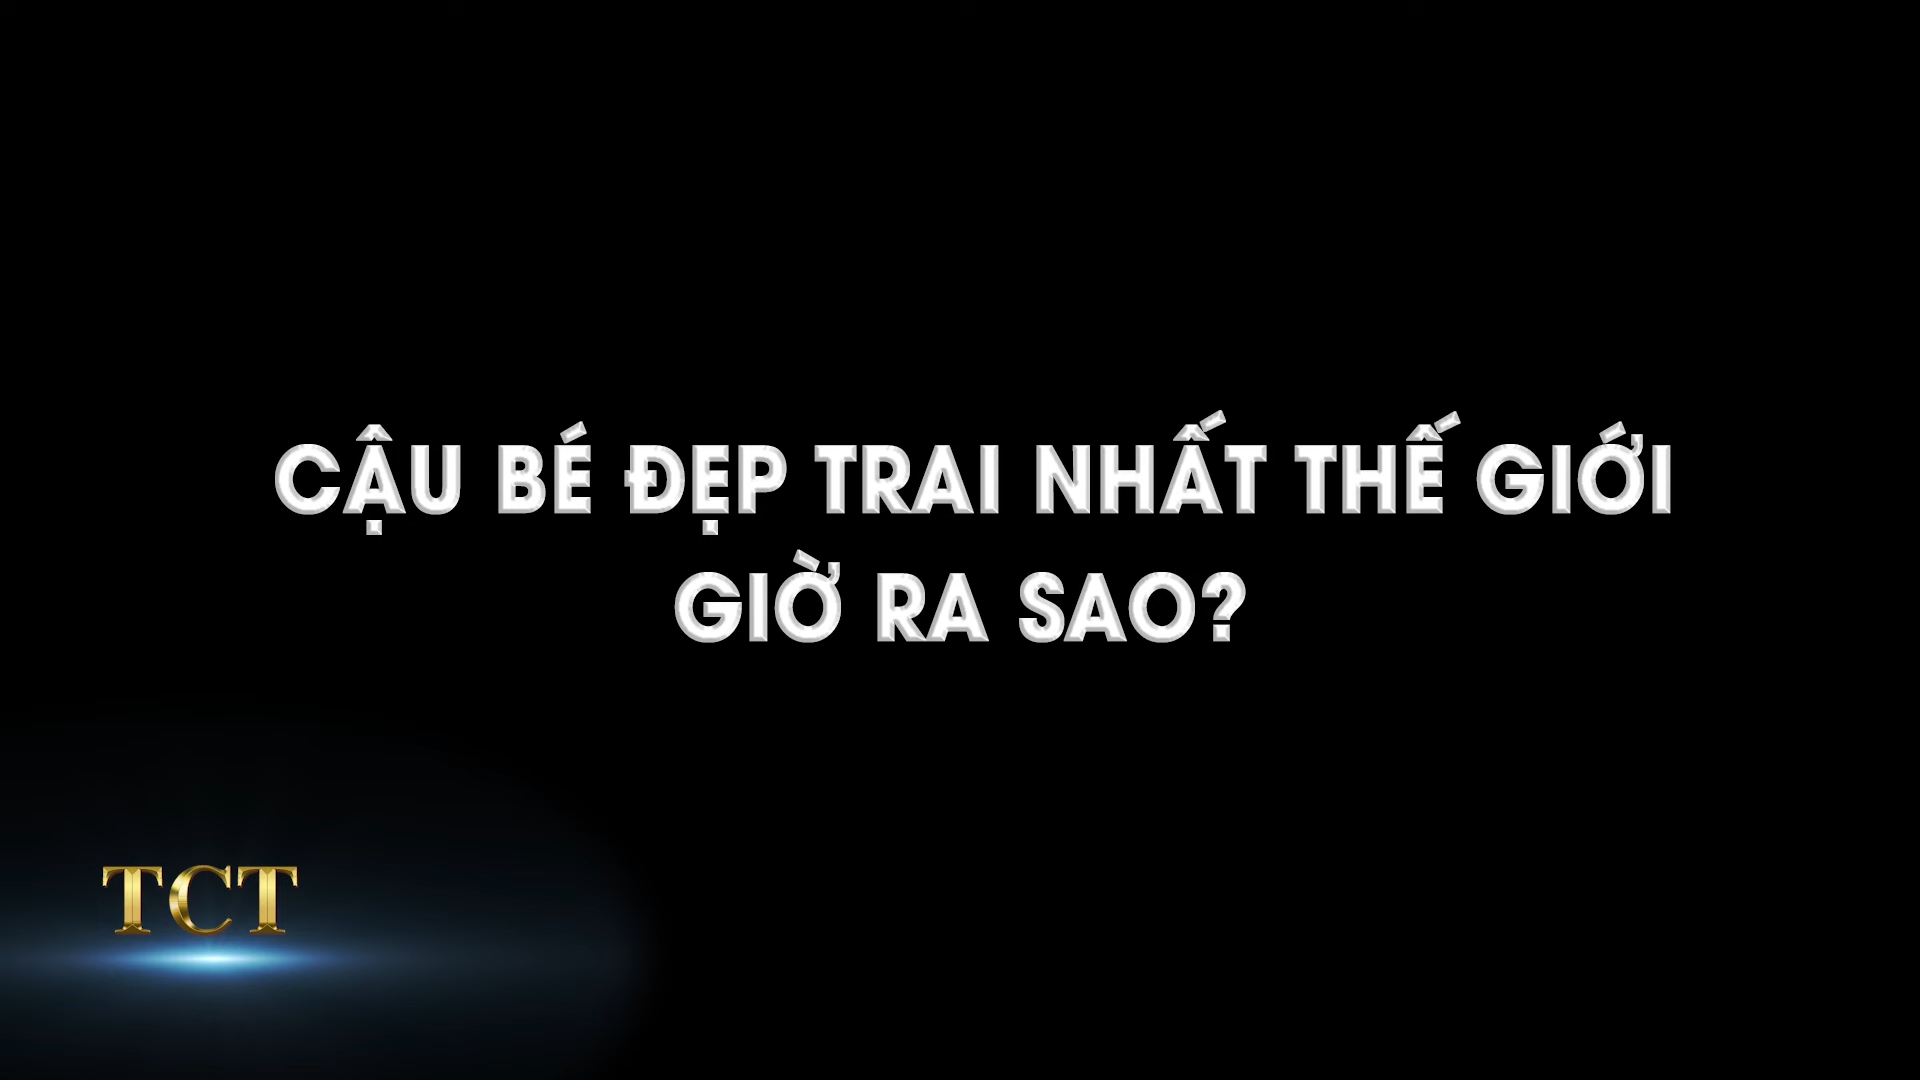 CẬU BÉ ĐẸP TRAI NHẤT THẾ GIỚI
GIỜ RA SAO?
TCT